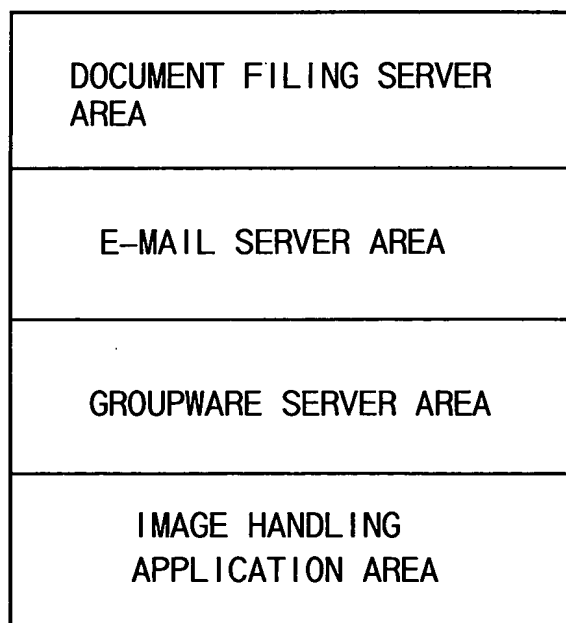 DOCUMENT FILING SERVER
AREA
E-MAIL SERVER AREA
GROUPWARE SERVER AREA
IMAGE HANDLING
APPLICATION AREA